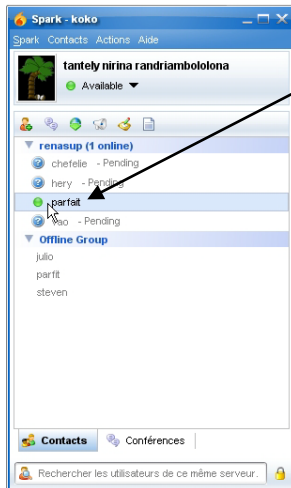 Spark - koko
Spark Contacts Actions Aide
tantely nirina randriambololona
Available
renasup (1 online)
chefelie - Pending
hery - Pending
parfait
vao - Pending
Offline Group
julio
parfit
steven
Contacts Conférences
Rechercher les utilisateurs de ce même serveur.